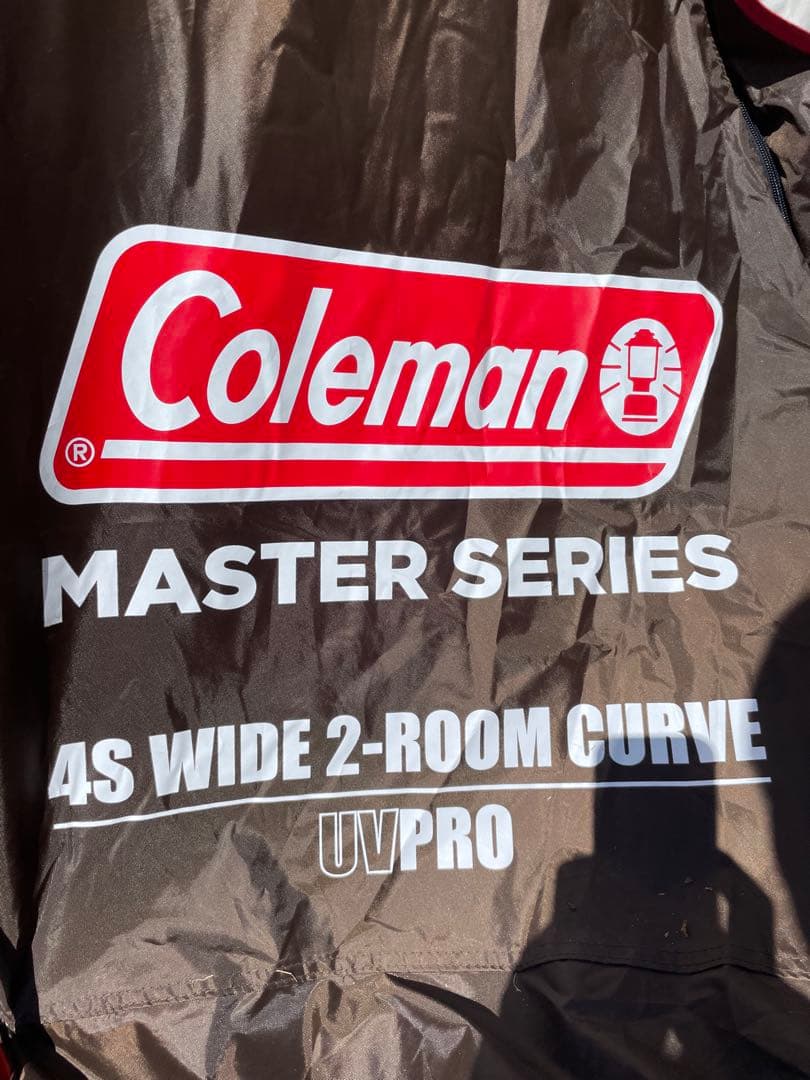 Coleman
®
MASTER SERIES
4S WIDE 2-ROOM CURVE
UVPRO